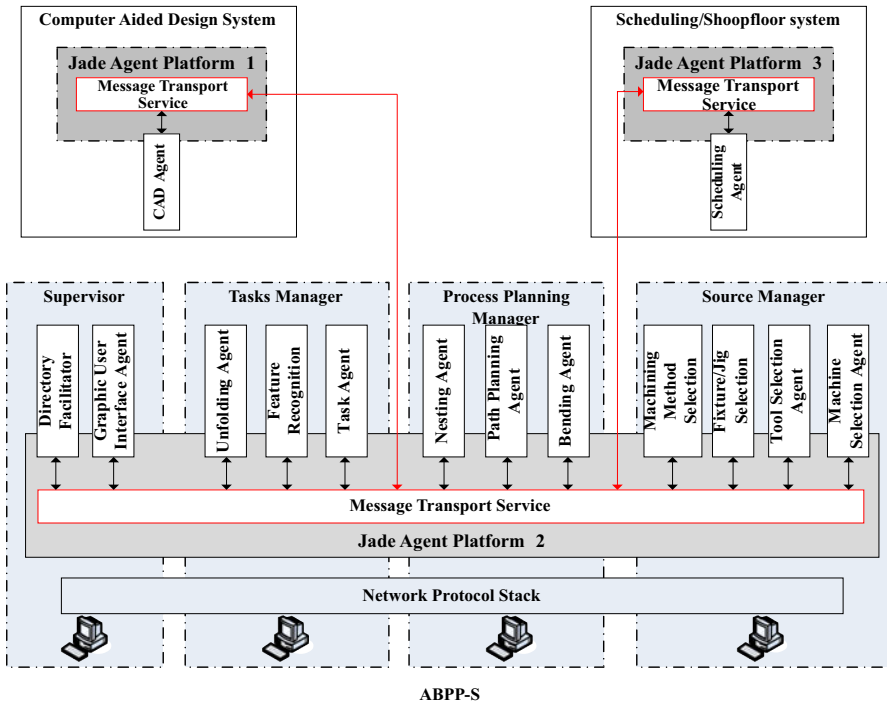 Computer Aided Design System
Jade Agent Platform 1
Message Transport
Service
CAD Agent
Scheduling/Shoopfloor system
Jade Agent Platform 3
Message Transport
Service
Scheduling
Agent
Supervisor
Directory
Facilitator
Graphic User
Interface Agent
Tasks Manager
Unfolding Agent
Feature
Recognition
Task Agent
Process Planning
Manager
Nesting Agent
Path Planning
Agent
Bending Agent
Source Manager
Machining
Method
Selection
Fixture/Jig
Selection
Tool Selection
Agent
Machine
Selection Agent
Message Transport Service
Jade Agent Platform 2
Network Protocol Stack
ABPP-S